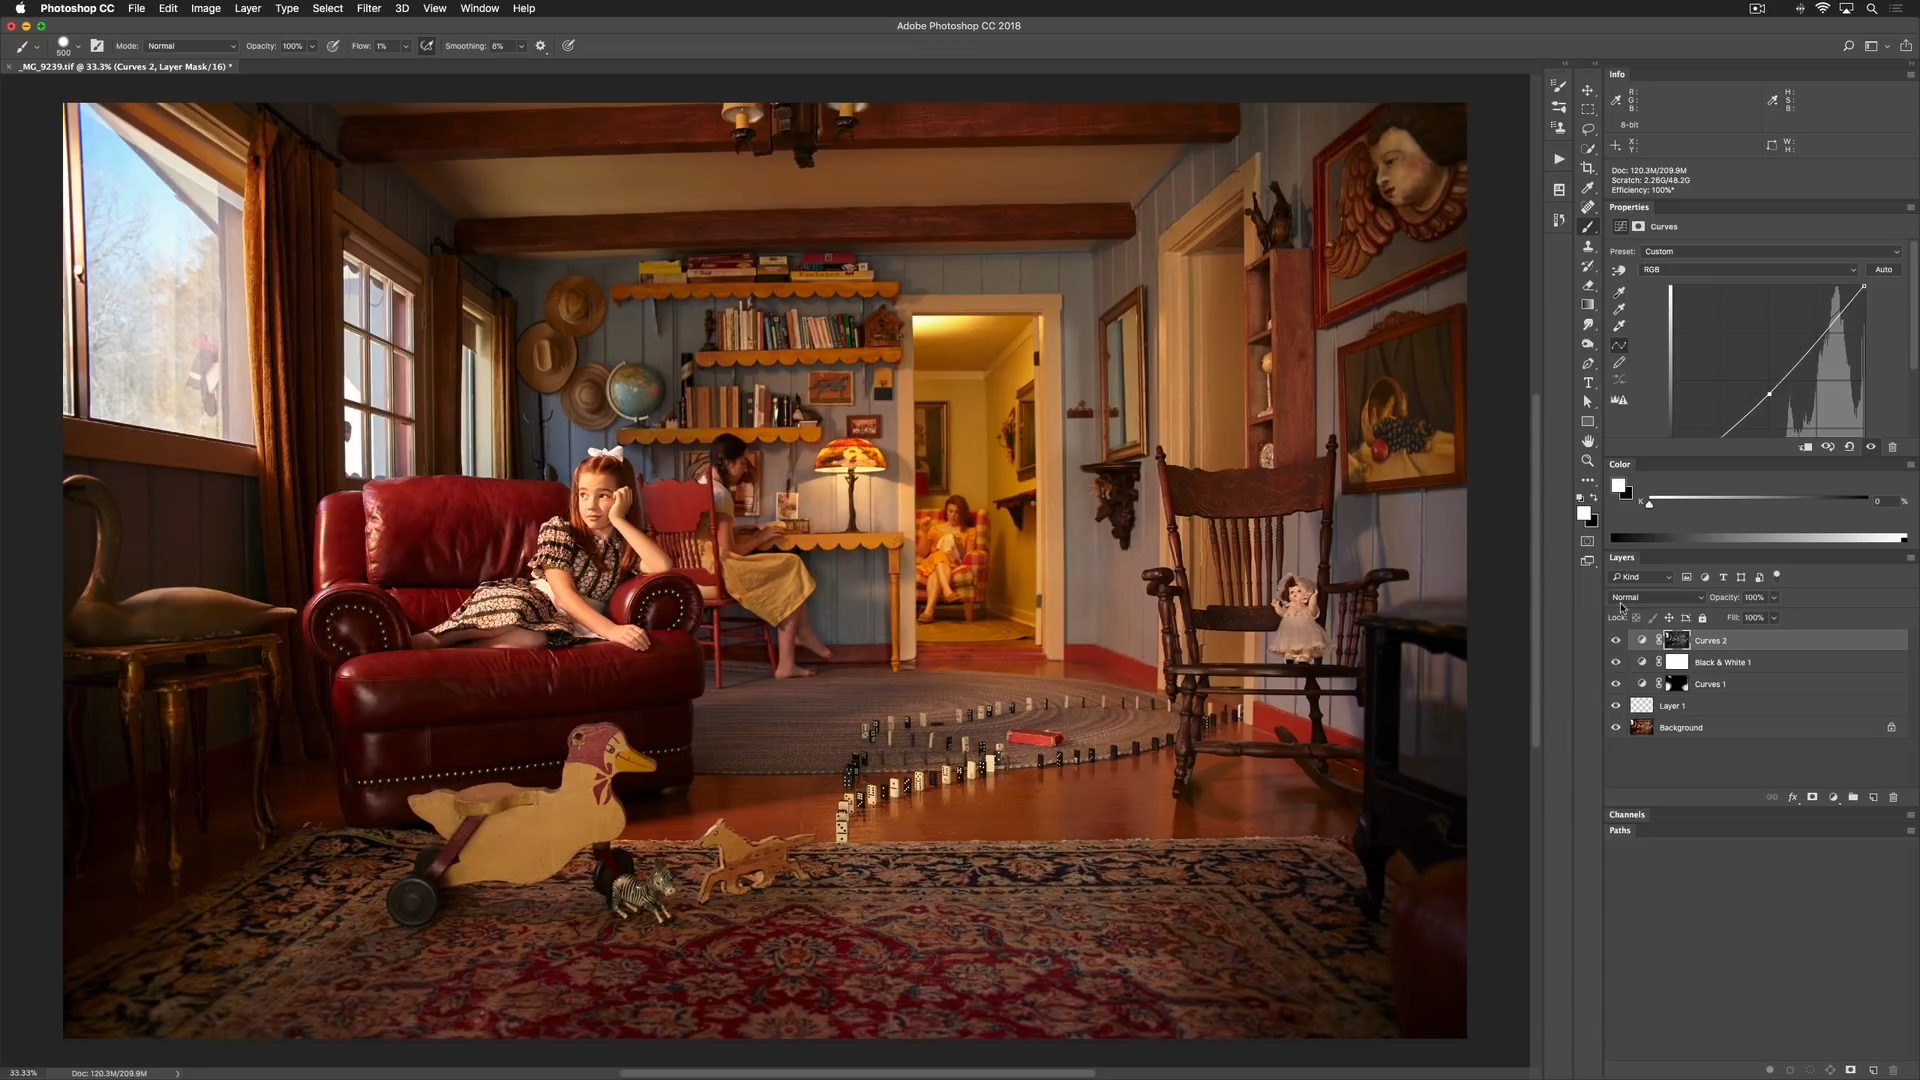 Photoshop CC File Edit Image Layer Type Select Filter 3D View Window Help
Adobe Photoshop CC 2018
500 Mode: Normal Opacity: 100% Flow: 1% Smoothing: 8%
_MG_9239.tif @ 33.3% (Curves 2, Layer Mask/16) *
Info
R: H:
G: S:
B: B:
8-bit
X: W:
Y: H:
Doc: 120.3M/209.9M
Scratch: 2.26G/48.2G
Efficiency: 100%*
Properties
Curves
Preset: Custom
RGB Auto
Color
K 0 %
Layers
Kind
Normal Opacity: 100%
Lock: Fill: 100%
Curves 2
Black & White 1
Curves 1
Layer 1
Background
Channels
Paths
33.33% Doc: 120.3M/209.9M